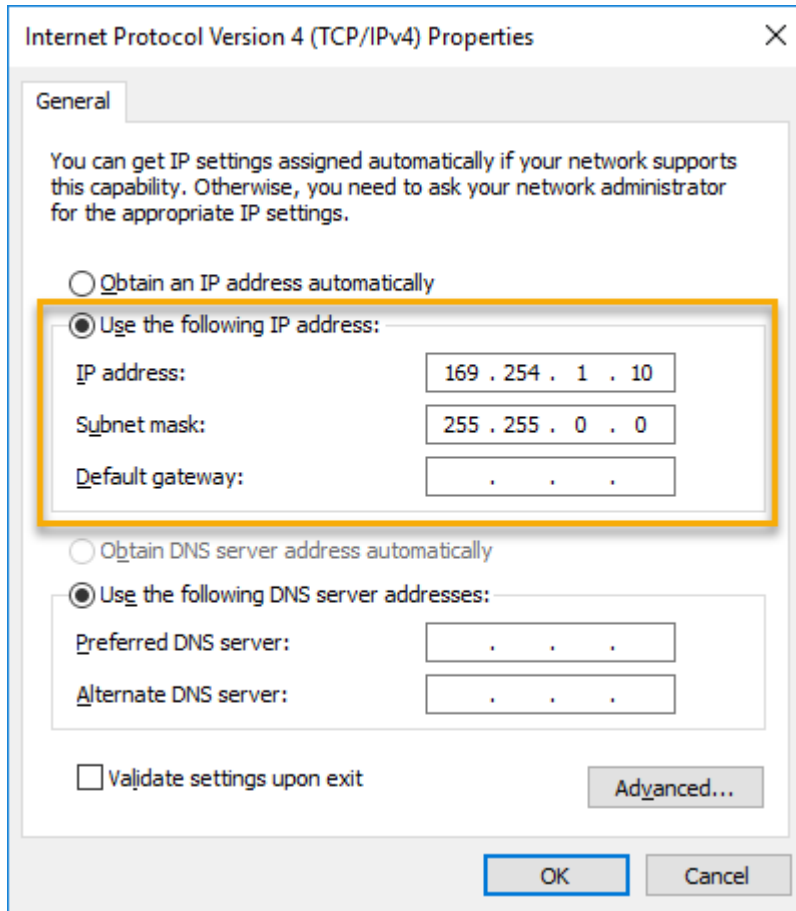 Internet Protocol Version 4 (TCP/IPv4) Properties
General
You can get IP settings assigned automatically if your network supports
this capability. Otherwise, you need to ask your network administrator
for the appropriate IP settings.
Obtain an IP address automatically
Use the following IP address:
IP address: 169 . 254 . 1 . 10
Subnet mask: 255 . 255 . 0 . 0
Default gateway: . . .
Obtain DNS server address automatically
Use the following DNS server addresses:
Preferred DNS server: . . .
Alternate DNS server: . . .
Validate settings upon exit
Advanced...
OK Cancel